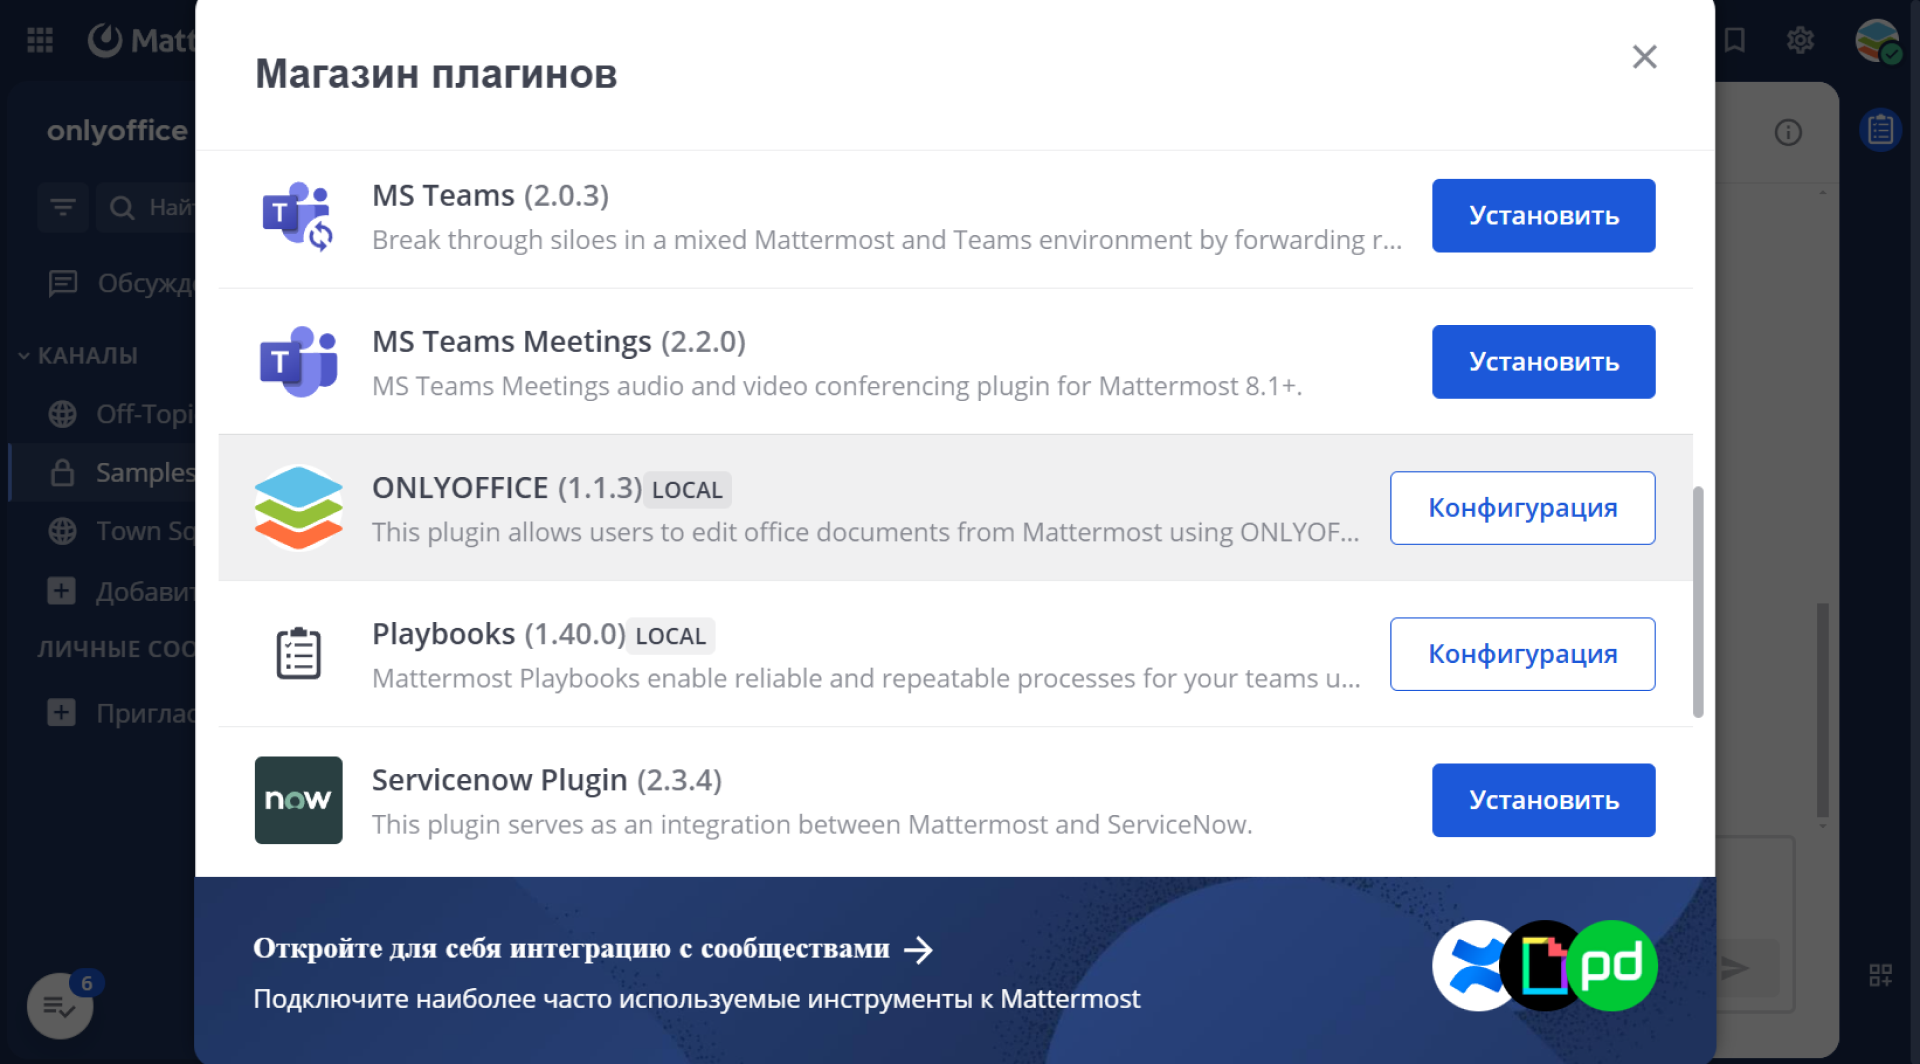 Matt
Магазин плагинов
onlyoffice
Най
Обсужд
КАНАЛЫ
Off-Topi
Samples
Town Sq
Добавит
ЛИЧНЫЕ СОО
Приглас
6
T
MS Teams (2.0.3)
Break through siloes in a mixed Mattermost and Teams environment by forwarding r...
Установить
T
MS Teams Meetings (2.2.0)
MS Teams Meetings audio and video conferencing plugin for Mattermost 8.1+.
Установить
ONLYOFFICE (1.1.3) LOCAL
This plugin allows users to edit office documents from Mattermost using ONLYOF...
Конфигурация
Playbooks (1.40.0) LOCAL
Mattermost Playbooks enable reliable and repeatable processes for your teams u...
Конфигурация
now
Servicenow Plugin (2.3.4)
This plugin serves as an integration between Mattermost and ServiceNow.
Установить
Откройте для себя интеграцию с сообществами
Подключите наиболее часто используемые инструменты к Mattermost
pd